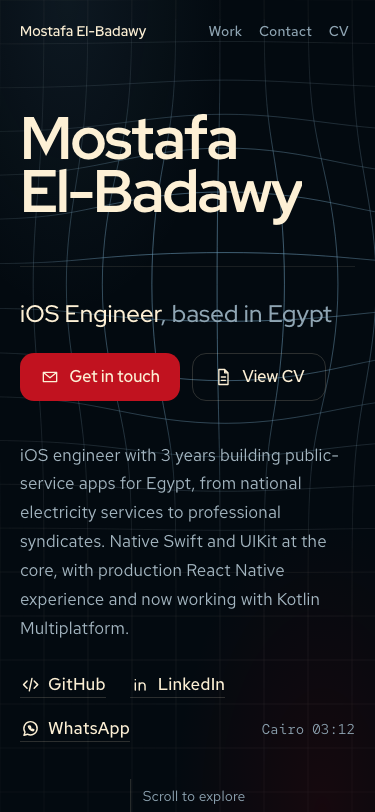 Mostafa El-Badawy
Work Contact CV
Mostafa
El-Badawy
iOS Engineer, based in Egypt
Get in touch
View CV
iOS engineer with 3 years building public-
service apps for Egypt, from national
electricity services to professional
syndicates. Native Swift and UIKit at the
core, with production React Native
experience and now working with Kotlin
Multiplatform.
GitHub
in LinkedIn
WhatsApp
Cairo 03:12
Scroll to explore